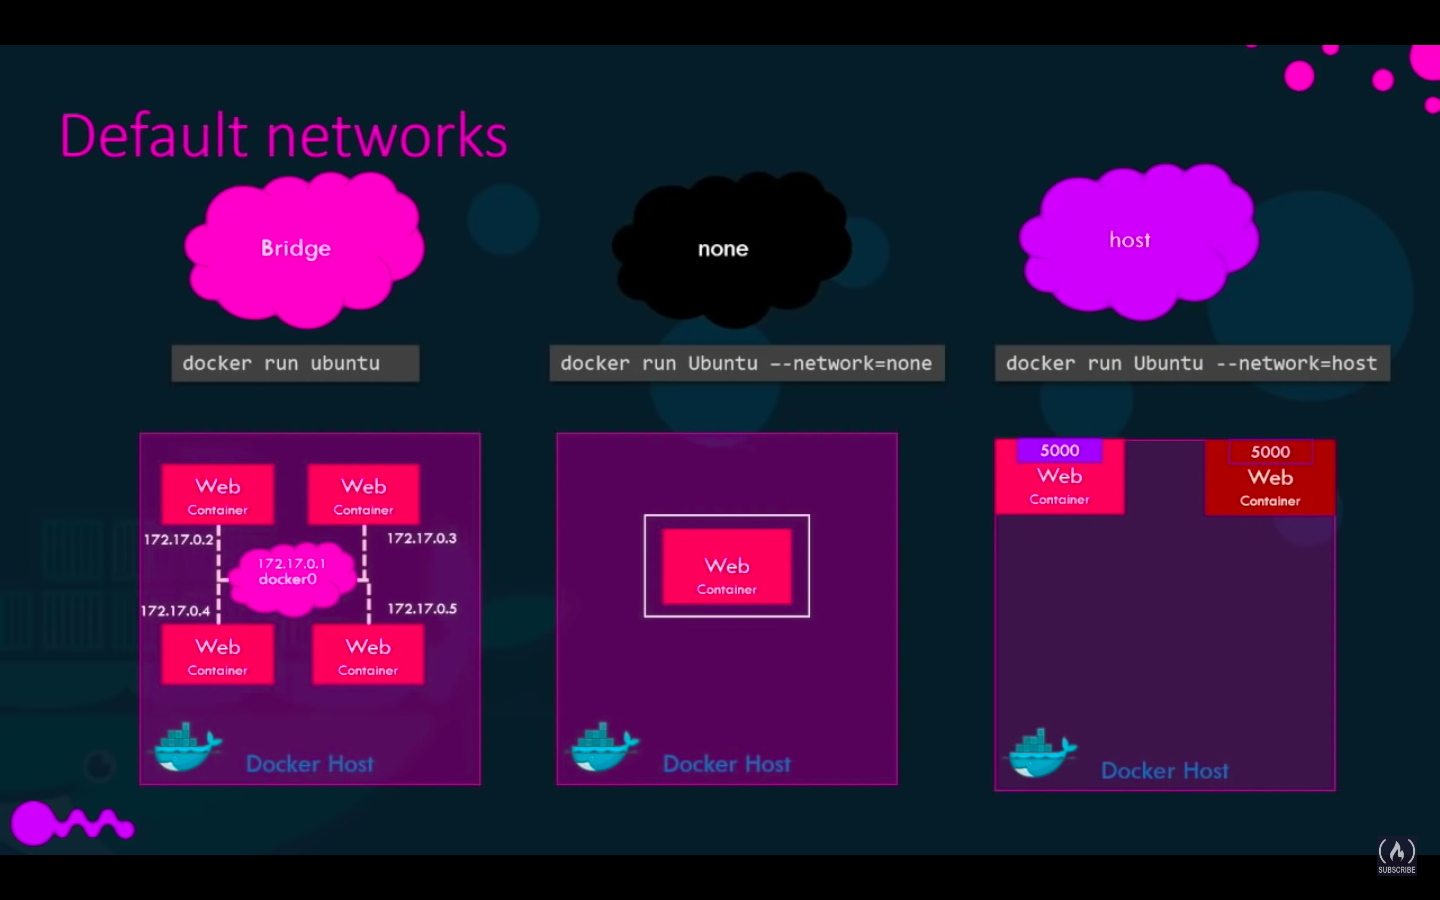 Default networks
Bridge
none
host
docker run ubuntu
docker run Ubuntu --network=none
docker run Ubuntu --network=host
Web
Container
Web
Container
172.17.0.2
172.17.0.3
172.17.0.1
docker0
172.17.0.4
172.17.0.5
Web
Container
Web
Container
Docker Host
Web
Container
Docker Host
5000
Web
Container
5000
Web
Container
Docker Host
SUBSCRIBE